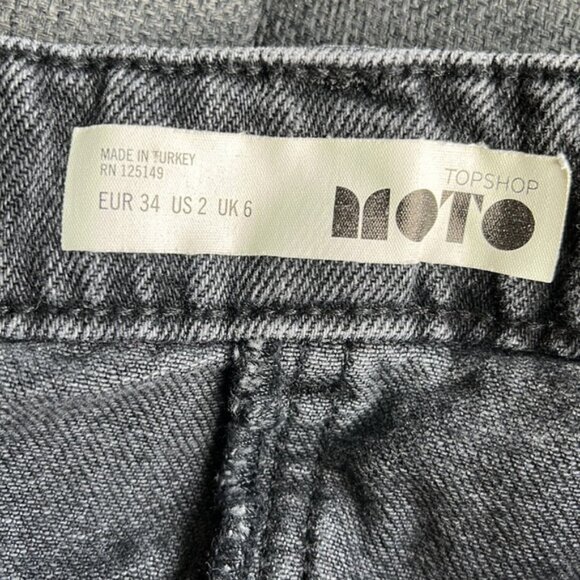 MADE IN TURKEY
RN 125149
EUR 34 US 2 UK 6
TOPSHOP
MOTO